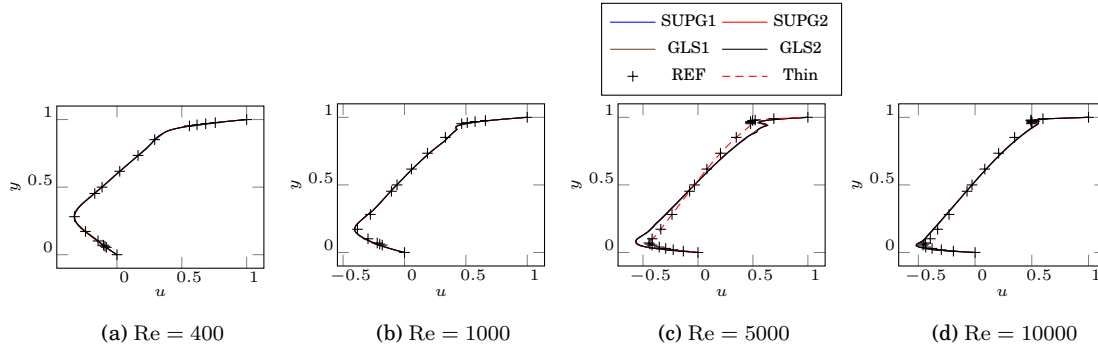 SUPG1 SUPG2
GLS1 GLS2
REF Thin
1
0.5
0
y
0 0.5 1
u
(a) Re = 400
1
0.5
0
y
−0.5 0 0.5 1
u
(b) Re = 1000
1
0.5
0
y
−0.5 0 0.5 1
u
(c) Re = 5000
1
0.5
0
y
−0.5 0 0.5 1
u
(d) Re = 10000